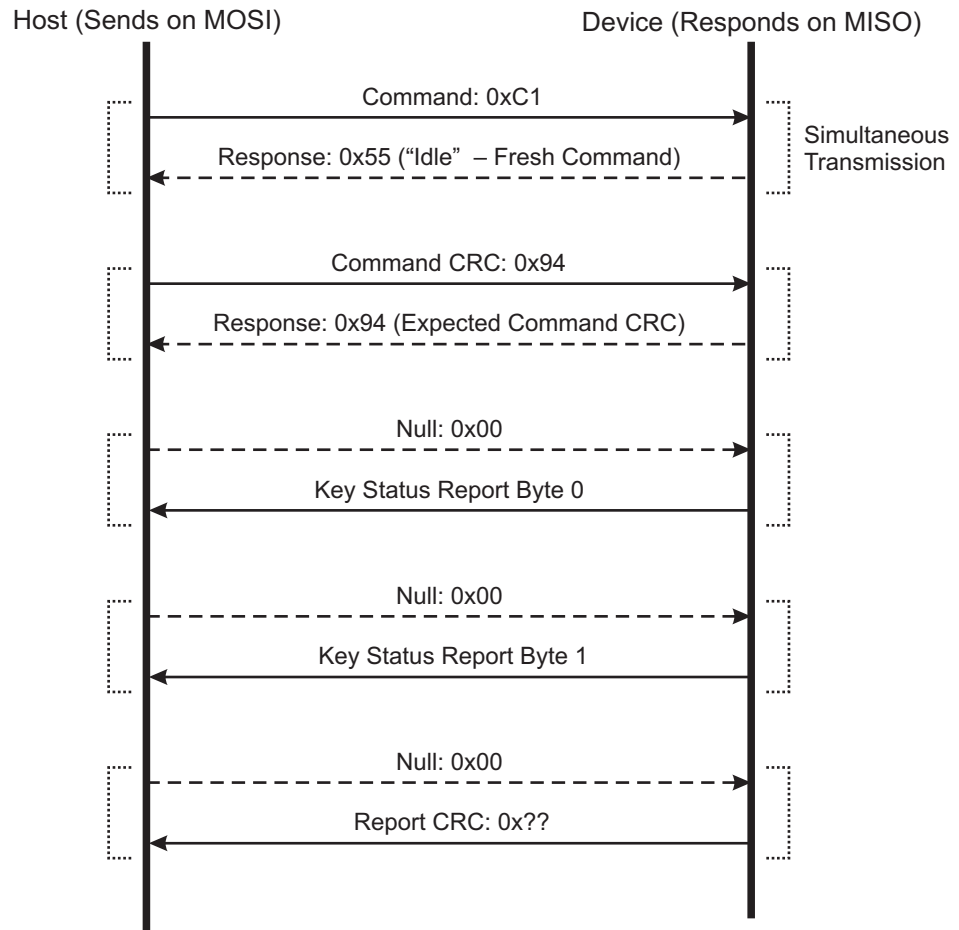 Host (Sends on MOSI)
Device (Responds on MISO)
Command: 0xC1
Response: 0x55 (“Idle” – Fresh Command)
Simultaneous
Transmission
Command CRC: 0x94
Response: 0x94 (Expected Command CRC)
Null: 0x00
Key Status Report Byte 0
Null: 0x00
Key Status Report Byte 1
Null: 0x00
Report CRC: 0x??